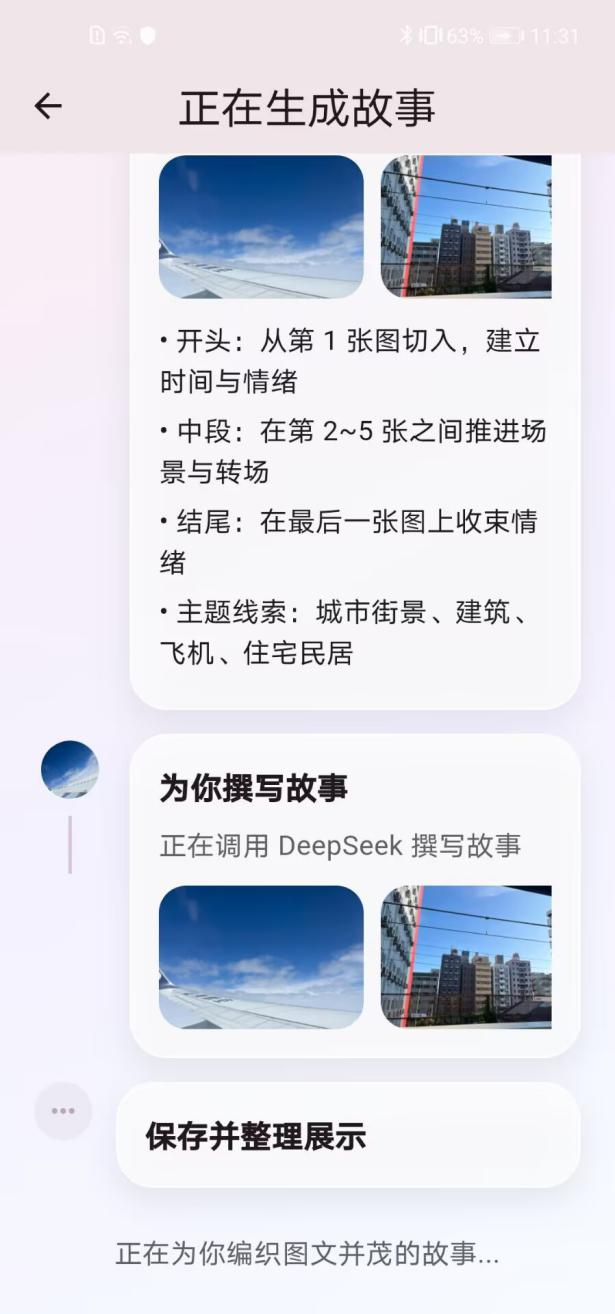 63% 11:31
正在生成故事
• 开头：从第 1 张图切入，建立
时间与情绪
• 中段：在第 2~5 张之间推进场
景与转场
• 结尾：在最后一张图上收束情
绪
• 主题线索：城市街景、建筑、
飞机、住宅民居
为你撰写故事
正在调用 DeepSeek 撰写故事
保存并整理展示
正在为你编织图文并茂的故事...